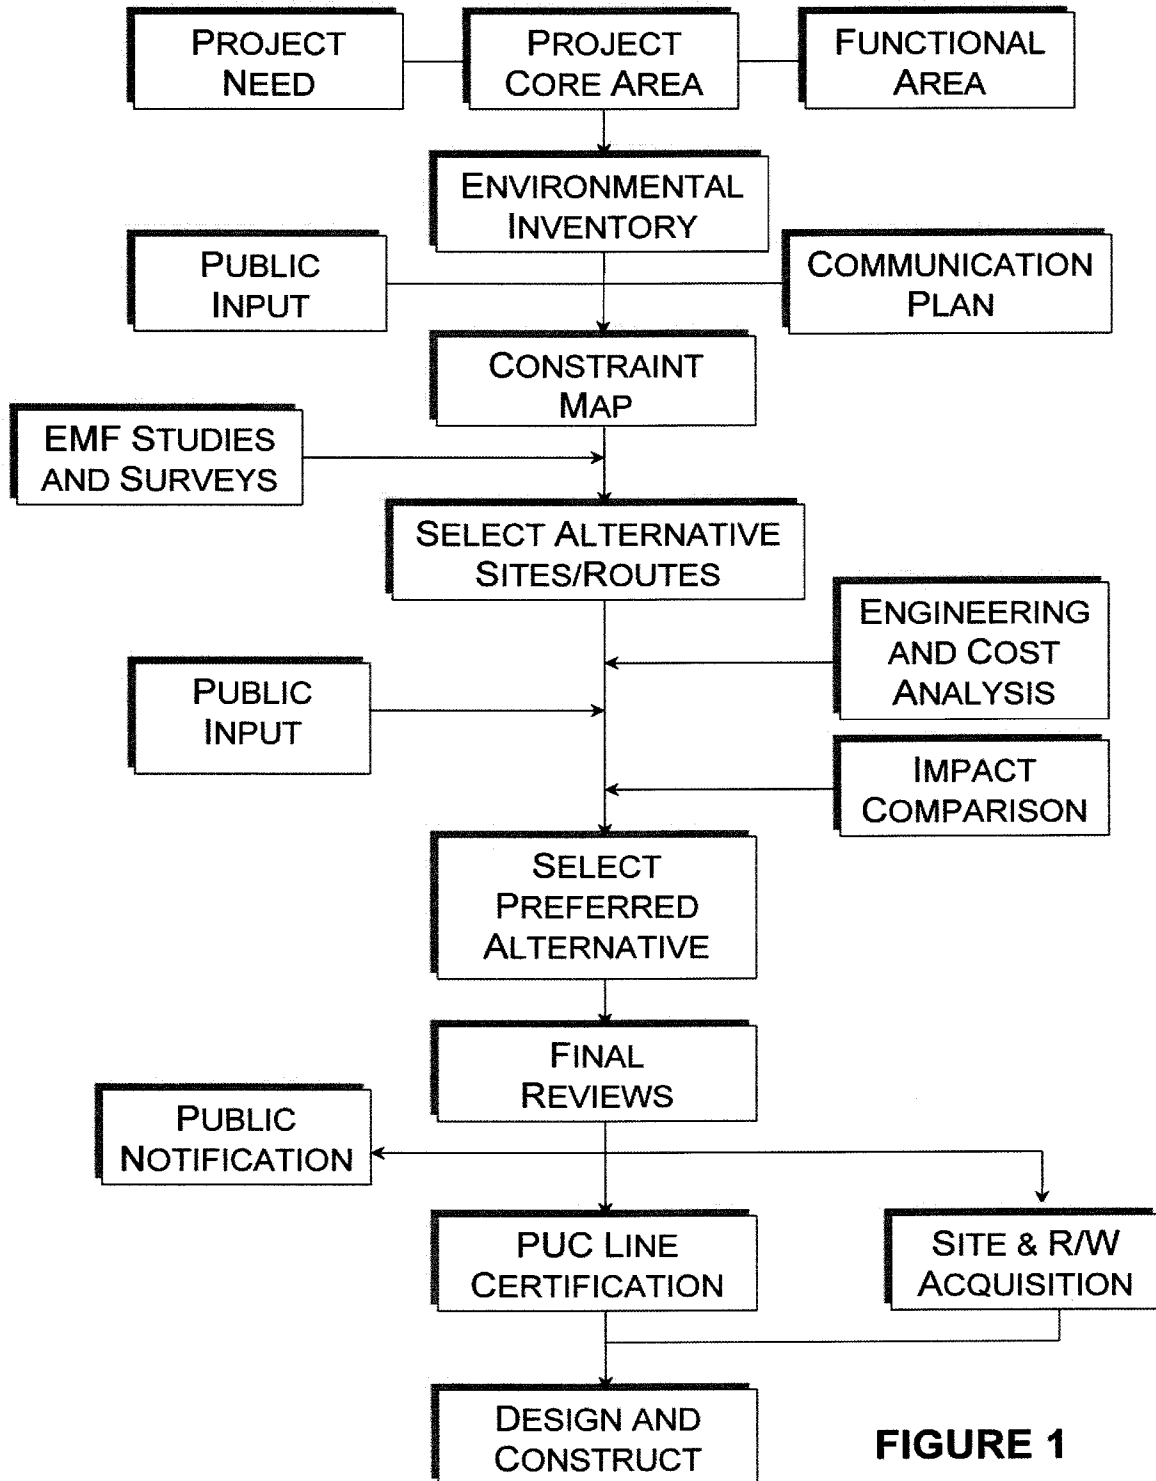 PROJECT
NEED
PROJECT
CORE AREA
FUNCTIONAL
AREA
ENVIRONMENTAL
INVENTORY
PUBLIC
INPUT
COMMUNICATION
PLAN
CONSTRAINT
MAP
EMF STUDIES
AND SURVEYS
SELECT ALTERNATIVE
SITES/ROUTES
ENGINEERING
AND COST
ANALYSIS
PUBLIC
INPUT
IMPACT
COMPARISON
SELECT
PREFERRED
ALTERNATIVE
FINAL
REVIEWS
PUBLIC
NOTIFICATION
PUC LINE
CERTIFICATION
SITE & R/W
ACQUISITION
DESIGN AND
CONSTRUCT
FIGURE 1